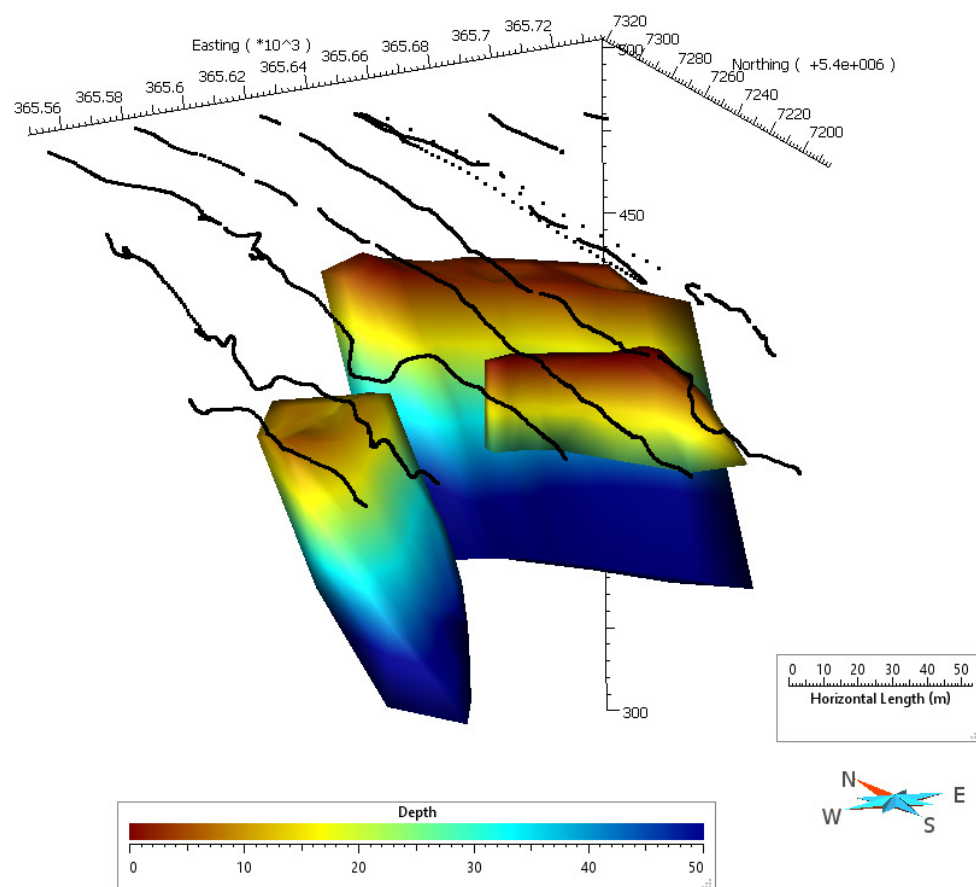 Easting ( *10^3 )
365.56 365.58 365.6 365.62 365.64 365.66 365.68 365.7 365.72
7320 7300 7280 7260 7240 7220 7200
Northing ( +5.4e+006 )
500
450
300
0 10 20 30 40 50
Horizontal Length (m)
N
W
E
S
Depth
0 10 20 30 40 50